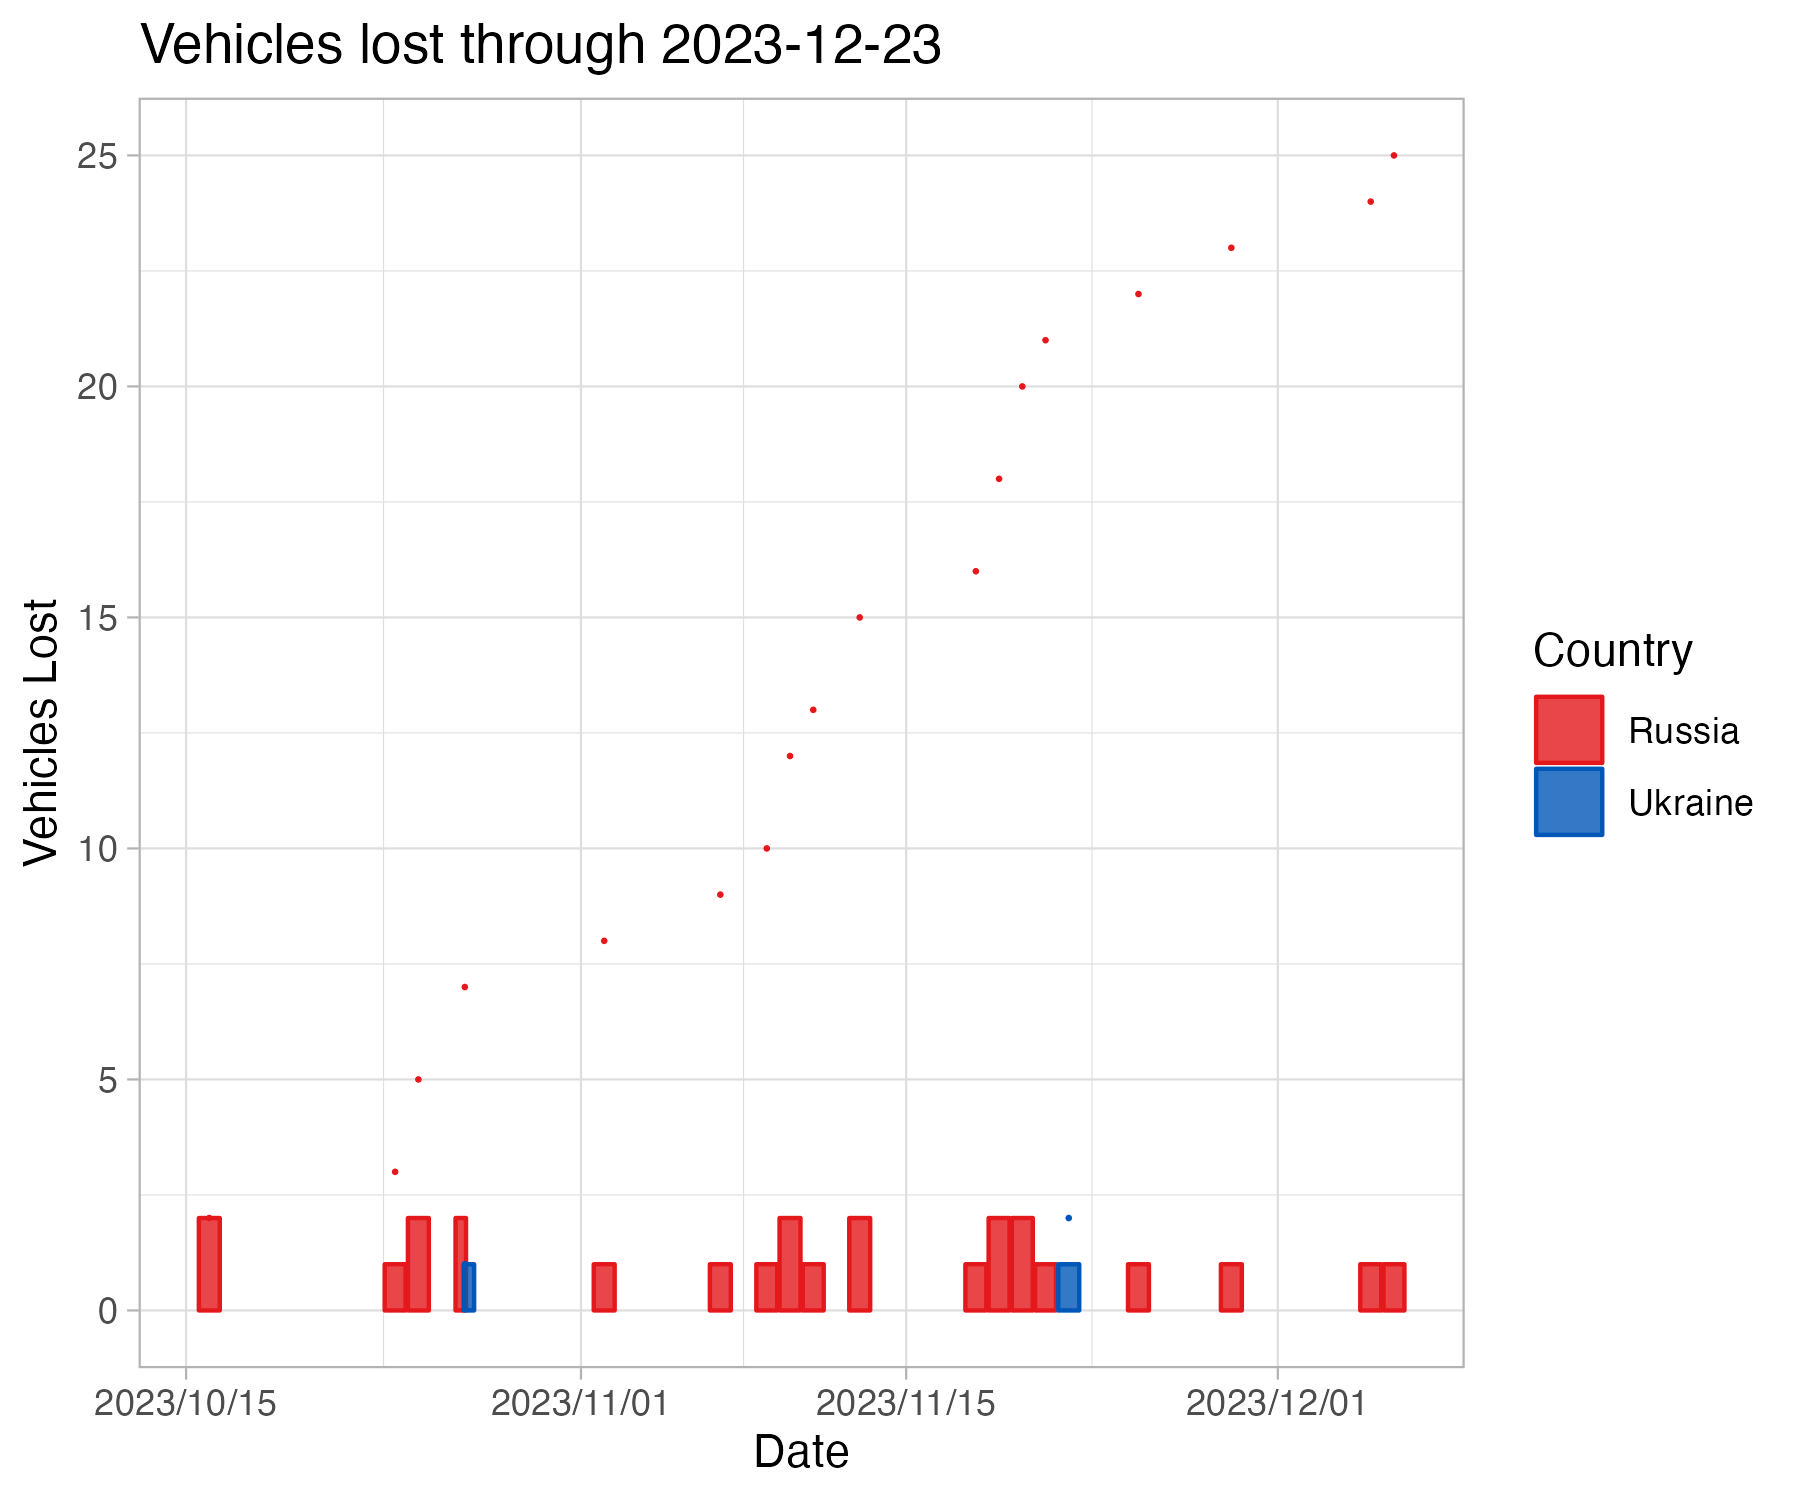 Vehicles lost through 2023-12-23
25
20
15
10
5
0
Vehicles Lost
2023/10/15
2023/11/01
2023/11/15
2023/12/01
Date
Country
Russia
Ukraine